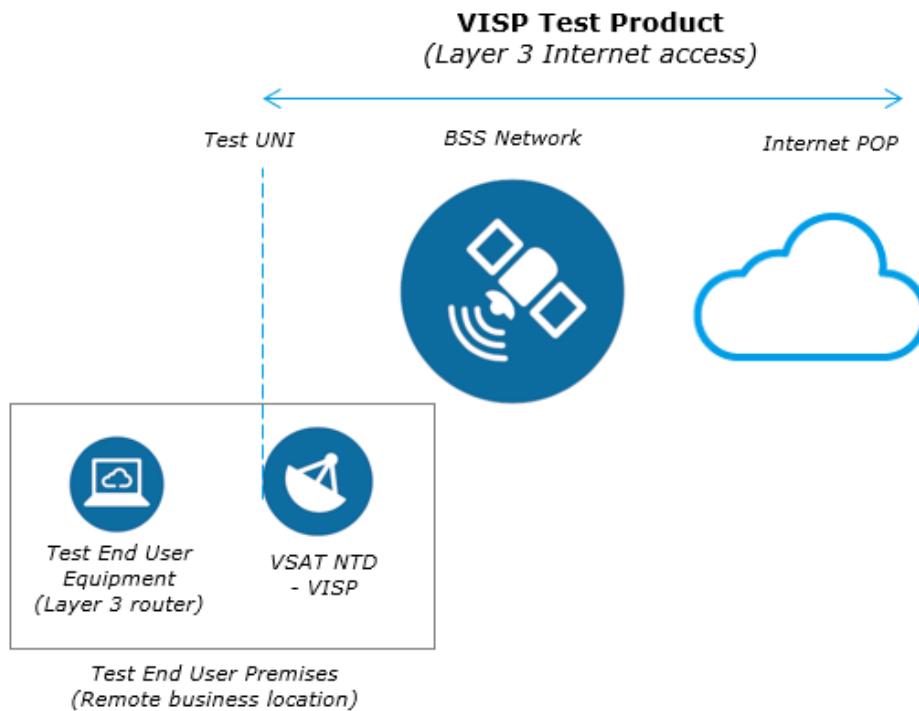 VISP Test Product
(Layer 3 Internet access)
Test UNI
BSS Network
Internet POP
Test End User
Equipment
(Layer 3 router)
VSAT NTD
- VISP
Test End User Premises
(Remote business location)